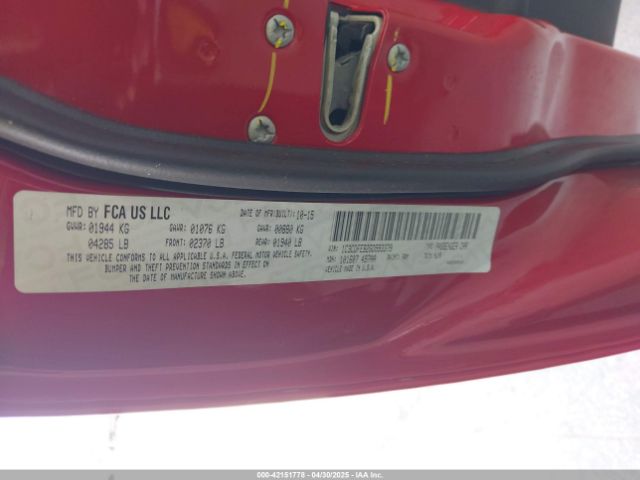 MFD BY FCA US LLC
DATE OF MFR(BUILT): 10-15
GVWR: 01944 KG
GAWR: 01076 KG
GAWR: 00880 KG
04285 LB
FRONT: 02370 LB
REAR: 01940 LB
THIS VEHICLE CONFORMS TO ALL APPLICABLE U.S.A. FEDERAL MOTOR VEHICLE SAFETY,
BUMPER AND THEFT PREVENTION STANDARDS IN EFFECT ON
THE DATE OF MANUFACTURE SHOWN ABOVE.
TYPE: PASSENGER CAR
MDH:
MADE IN U.S.A.
000-42151778 04/30/2025 IAA Inc.